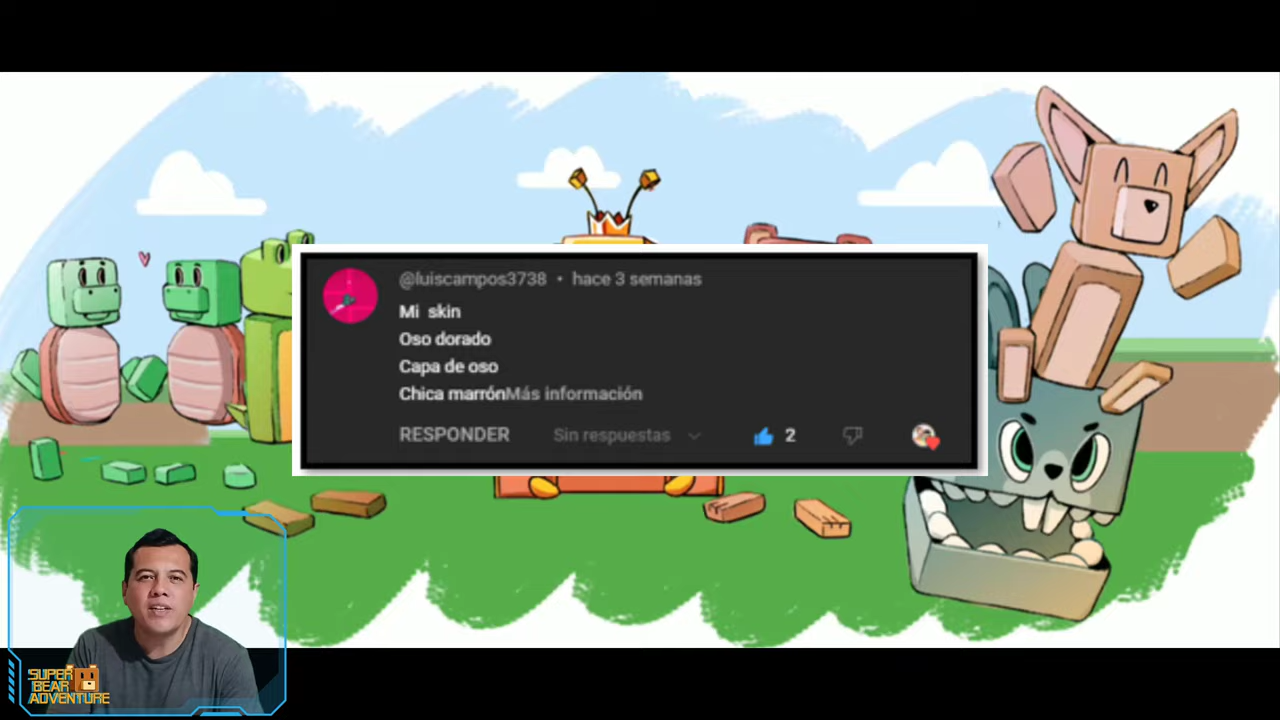 @luiscampos3738 • hace 3 semanas
Mi skin
Oso dorado
Capa de oso
Chica marrónMás información
RESPONDER Sin respuestas 2
SUPER
BEAR
ADVENTURE